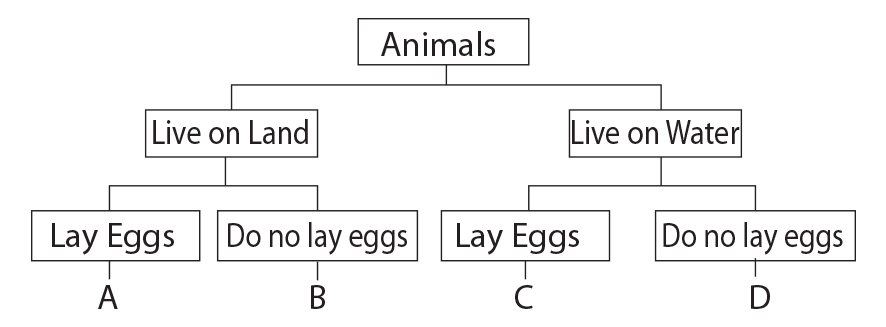 Animals
Live on Land
Live on Water
Lay Eggs
Do no lay eggs
Lay Eggs
Do no lay eggs
A
B
C
D